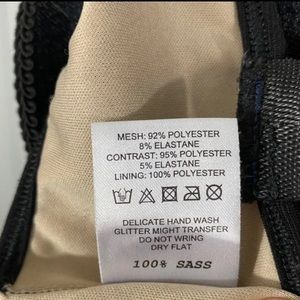 MESH: 92% POLYESTER
8% ELASTANE
CONTRAST: 95% POLYESTER
5% ELASTANE
LINING: 100% POLYESTER
DELICATE HAND WASH
GLITTER MIGHT TRANSFER
DO NOT WRING
DRY FLAT
100% SASS